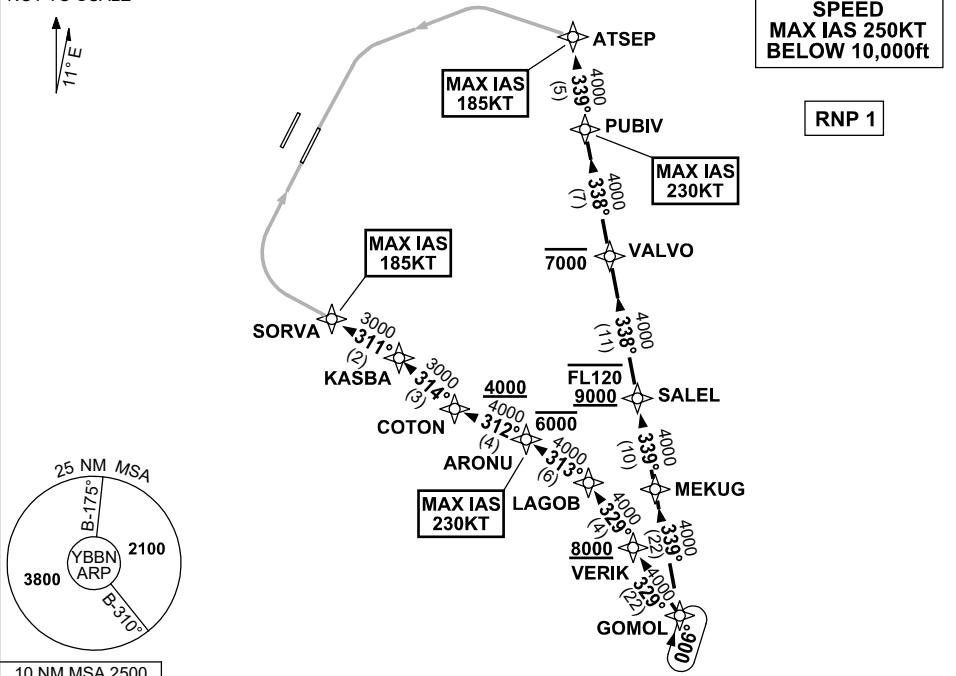 NOT TO SCALE
11° E
SPEED
MAX IAS 250KT
BELOW 10,000ft
RNP 1
ATSEP
MAX IAS
185KT
4000
339°
(5)
PUBIV
MAX IAS
230KT
4000
338°
(7)
VALVO
7000
4000
338°
(11)
FL120
9000
SALEL
4000
339°
(10)
MEKUG
4000
339°
(22)
MAX IAS
185KT
SORVA
3000
311°
(2)
KASBA
3000
314°
(3)
COTON
4000
4000
312°
(4)
6000
ARONU
MAX IAS
230KT
4000
313°
(6)
LAGOB
4000
329°
(4)
8000
VERIK
4000
329°
(22)
GOMOL
009°
25 NM MSA
B-175°
2100
YBBN
ARP
3800
B-310°
10 NM MSA 2500